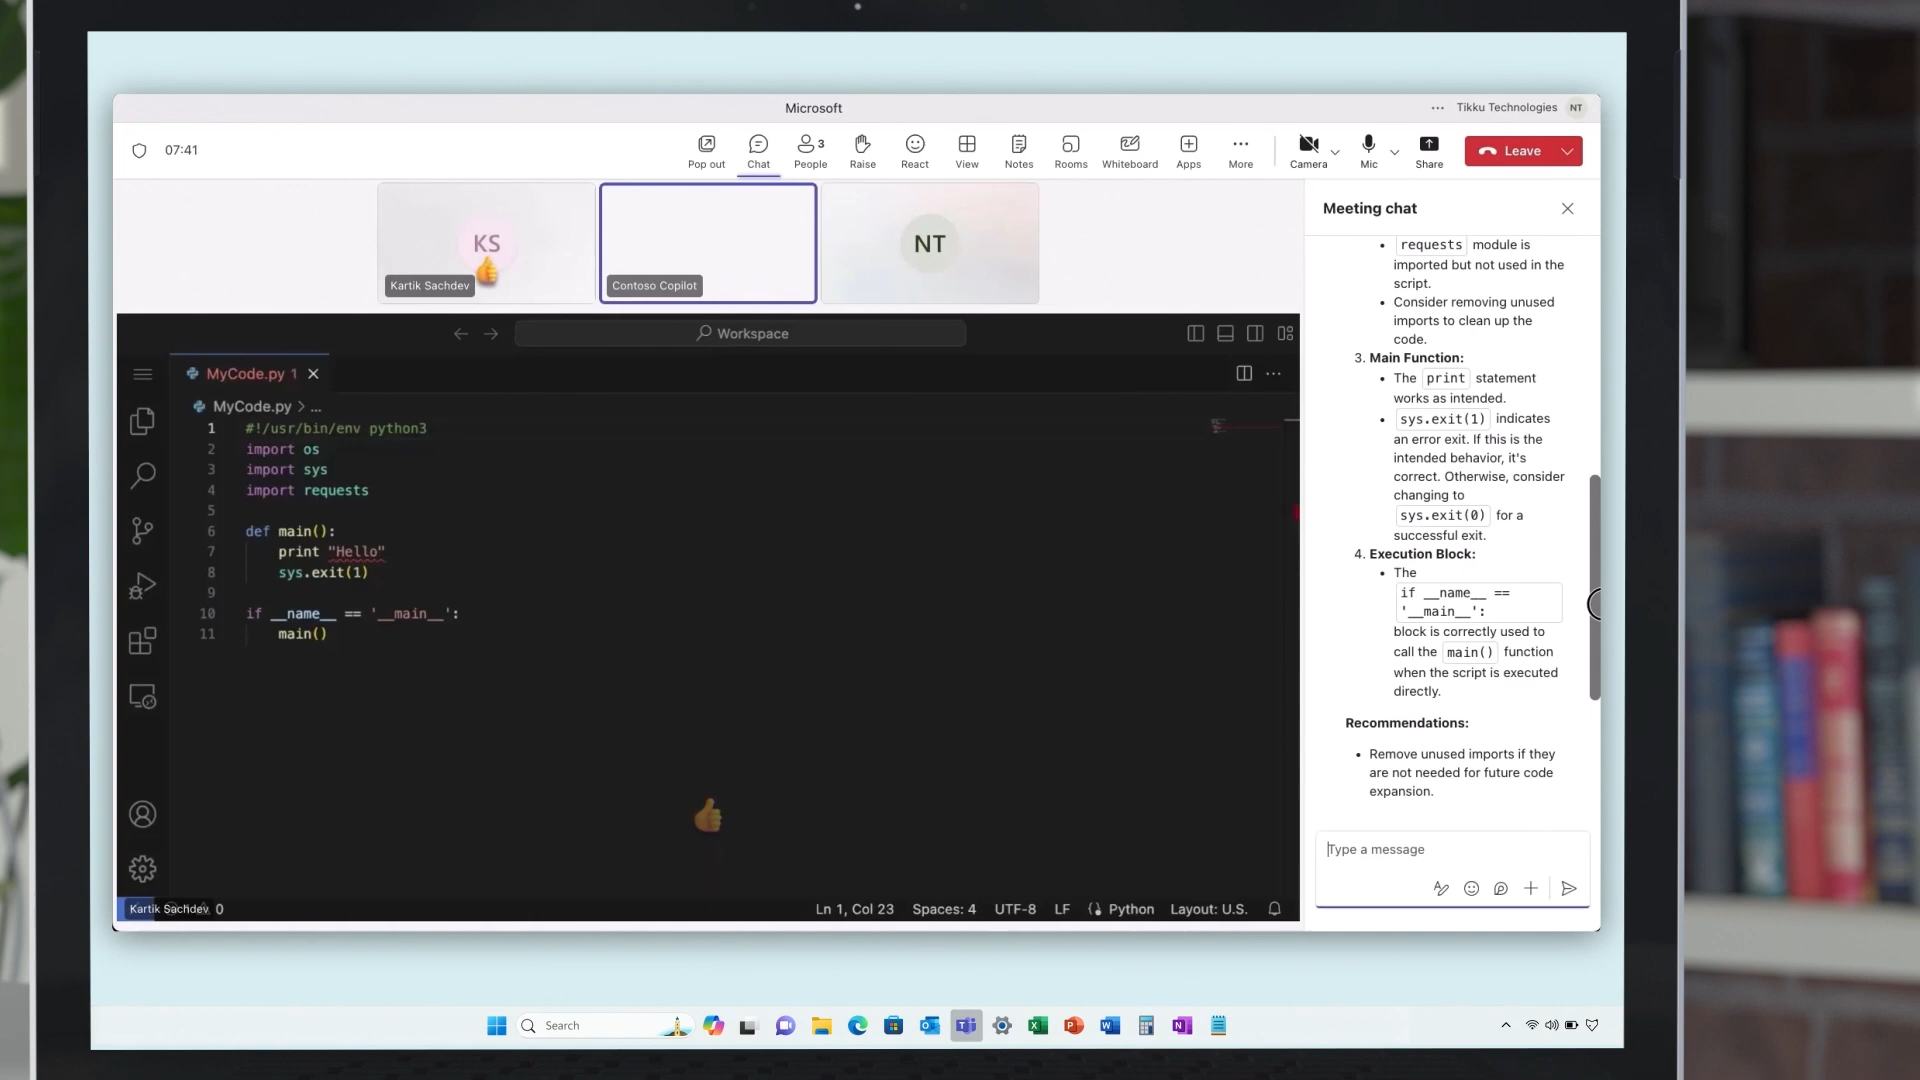 Microsoft
Tikku Technologies NT
07:41
Pop out
Chat
3
People
Raise
React
View
Notes
Rooms
Whiteboard
Apps
More
Camera
Mic
Share
Leave
KS
Kartik Sachdev
Contoso Copilot
NT
Workspace
MyCode.py 1
MyCode.py > ...
1 #!/usr/bin/env python3
2 import os
3 import sys
4 import requests
5
6 def main():
7 print "Hello"
8 sys.exit(1)
9
10 if __name__ == '__main__':
11 main()
Kartik Sachdev 0
Ln 1, Col 23 Spaces: 4 UTF-8 LF Python Layout: U.S.
Meeting chat
• requests module is
imported but not used in the
script.
• Consider removing unused
imports to clean up the
code.
3. Main Function:
• The print statement
works as intended.
• sys.exit(1) indicates
an error exit. If this is the
intended behavior, it's
correct. Otherwise, consider
changing to
sys.exit(0) for a
successful exit.
4. Execution Block:
• The
if __name__ ==
'__main__':
block is correctly used to
call the main() function
when the script is executed
directly.
Recommendations:
• Remove unused imports if they
are not needed for future code
expansion.
Type a message
Search